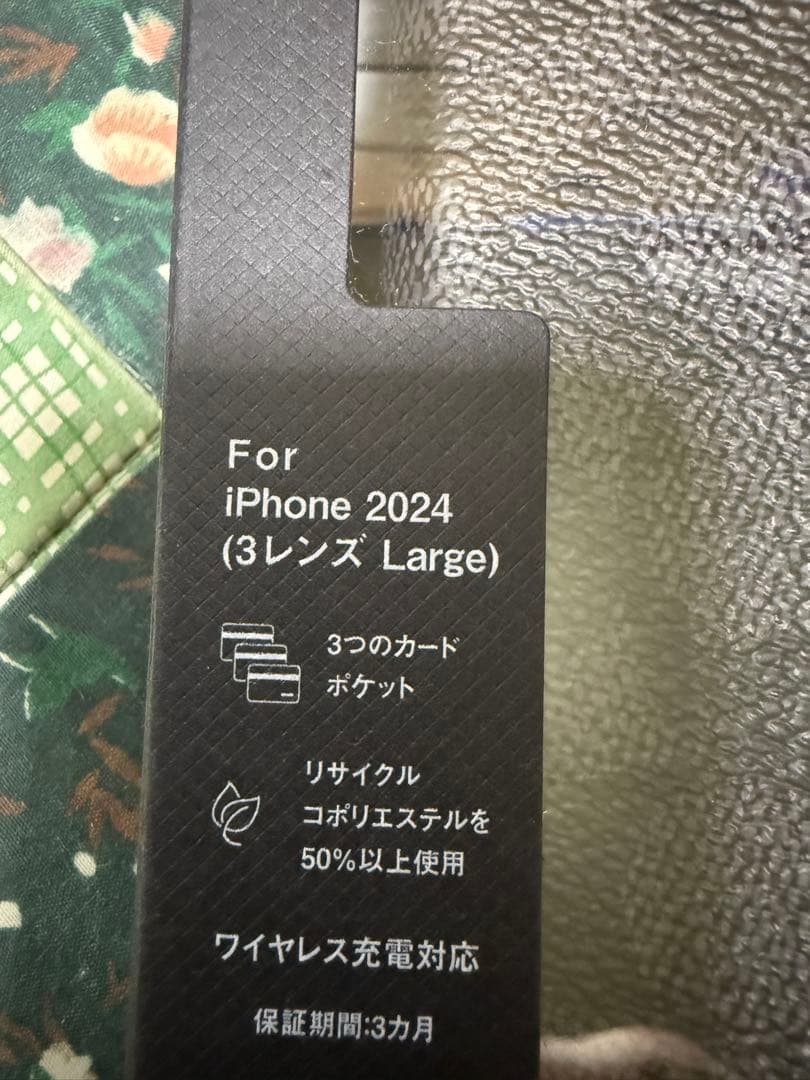 For
iPhone 2024
(3レンズ Large)
3つのカード
ポケット
リサイクル
コポリエステルを
50%以上使用
ワイヤレス充電対応
保証期間:3カ月